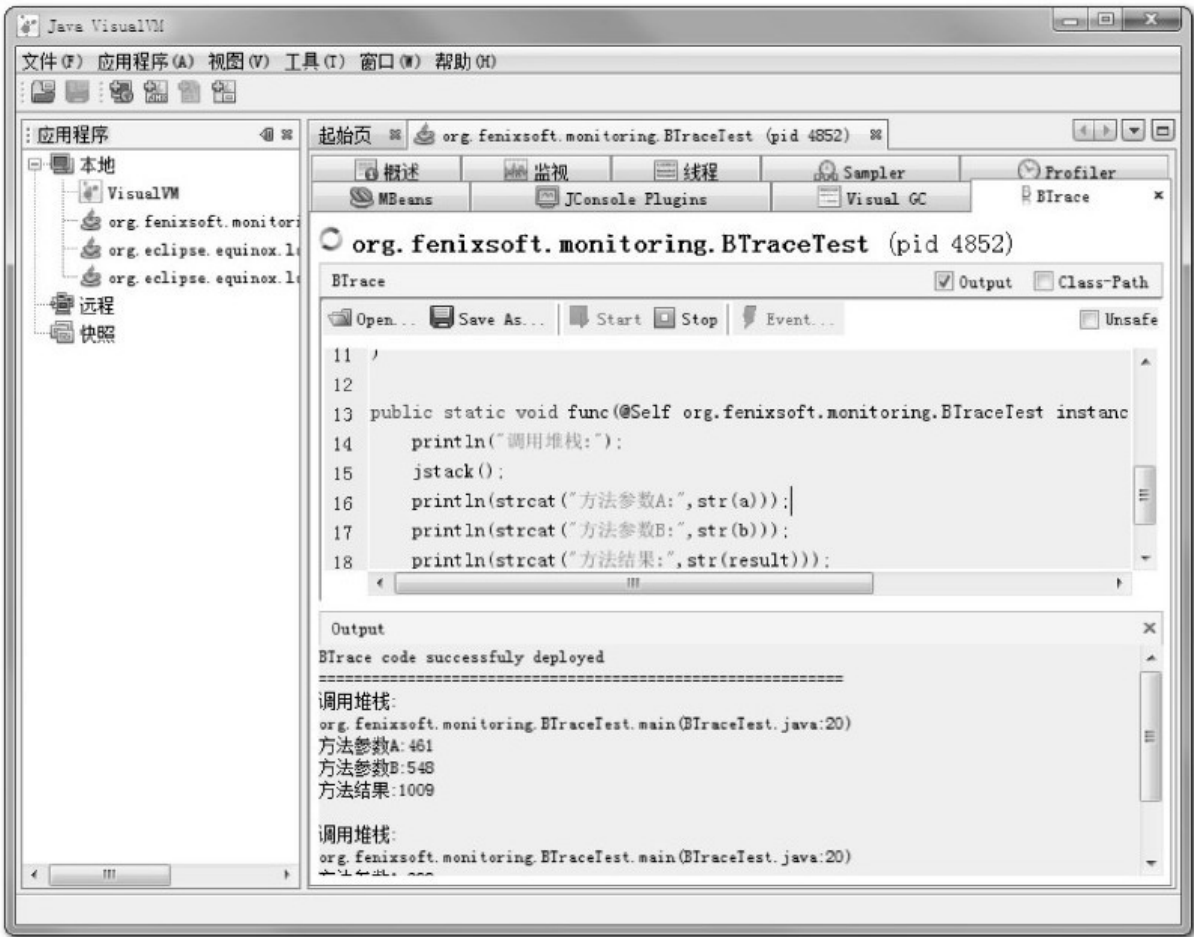 Java VisualVM
文件(F) 应用程序(A) 视图(V) 工具(T) 窗口(W) 帮助(H)
应用程序
本地
VisualVM
org.fenixsoft.monitori
org.eclipse.equinox.la
org.eclipse.equinox.la
远程
快照
起始页 org.fenixsoft.monitoring.BTraceTest (pid 4852)
概述 监视 线程 Sampler Profiler
MBeans JConsole Plugins Visual GC BTrace
org.fenixsoft.monitoring.BTraceTest (pid 4852)
BTrace Output Class-Path
Open... Save As... Start Stop Event... Unsafe
11 }
12
13 public static void func(@Self org.fenixsoft.monitoring.BTraceTest instanc
14 println("调用堆栈:");
15 jstack();
16 println(strcat("方法参数A:",str(a)));
17 println(strcat("方法参数B:",str(b)));
18 println(strcat("方法结果:",str(result)));
Output
BTrace code successfuly deployed
===========================================================
调用堆栈:
org.fenixsoft.monitoring.BTraceTest.main(BTraceTest.java:20)
方法参数A:461
方法参数B:548
方法结果:1009
调用堆栈:
org.fenixsoft.monitoring.BTraceTest.main(BTraceTest.java:20)